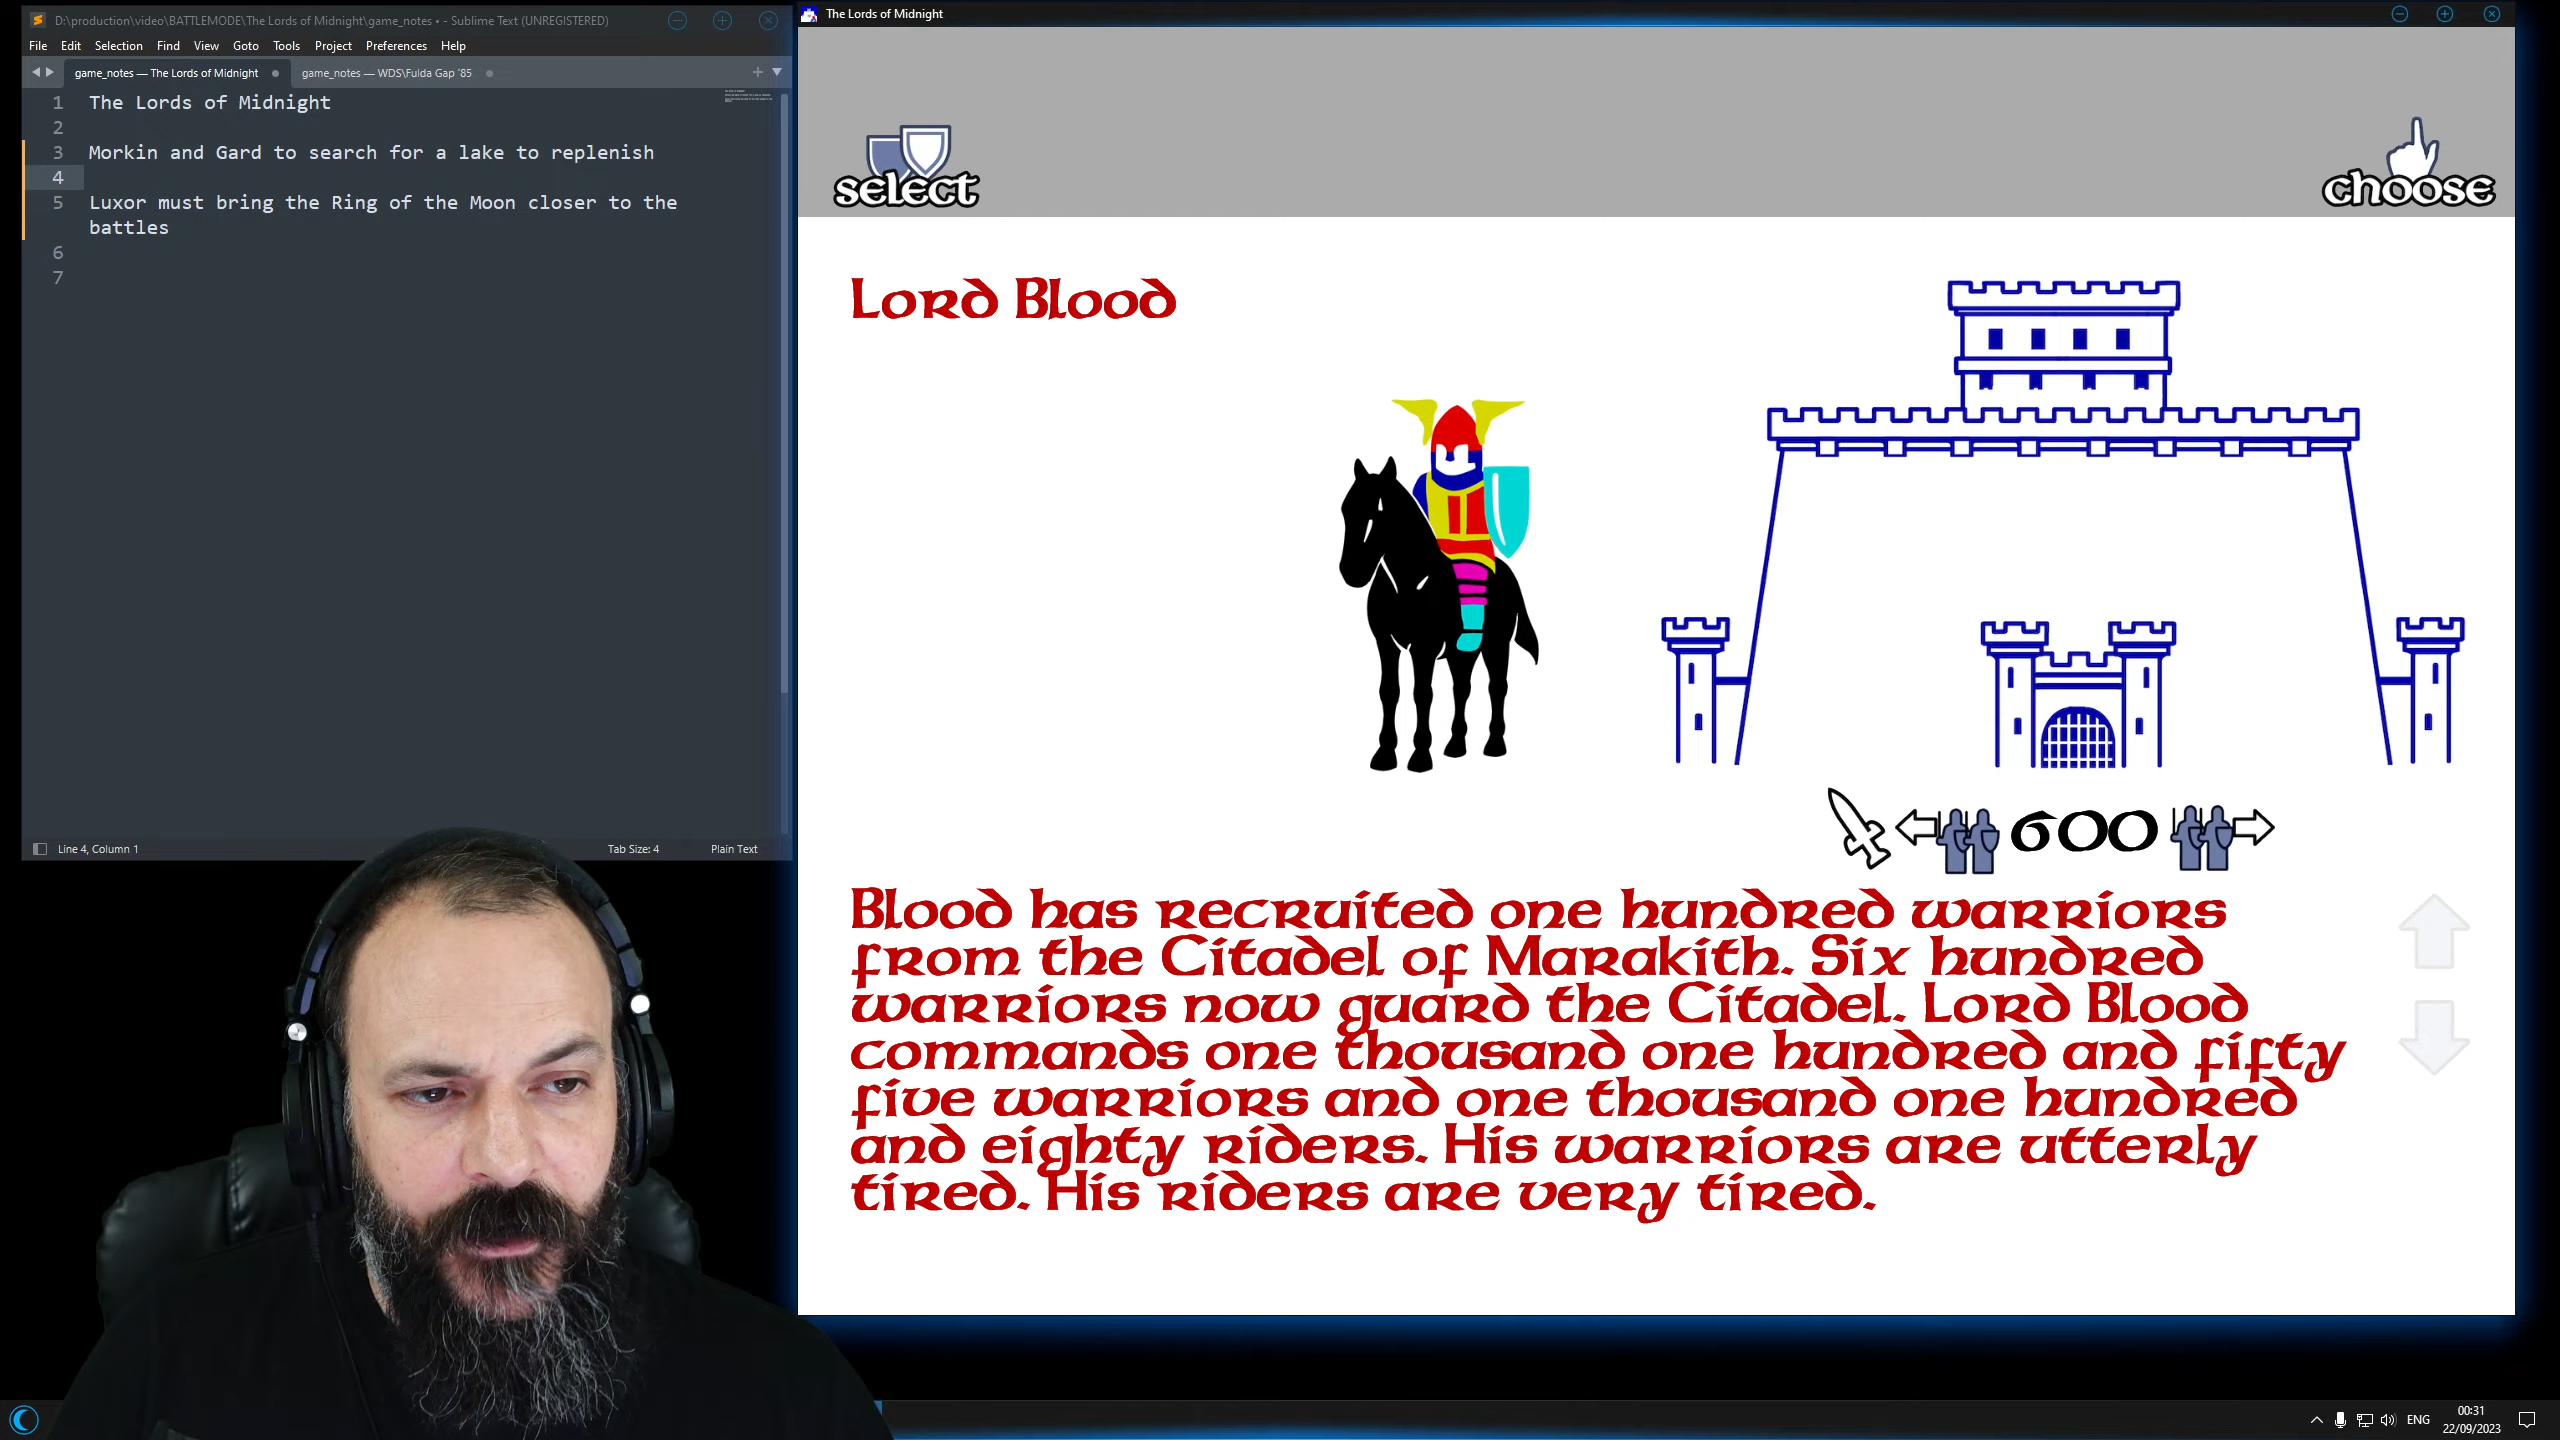 D:\production\video\BATTLEMODE\The Lords of Midnight\game_notes • - Sublime Text (UNREGISTERED)
File Edit Selection Find View Goto Tools Project Preferences Help
game_notes — The Lords of Midnight
game_notes — WDS\Fulda Gap '85
1 The Lords of Midnight
2
3 Morkin and Gard to search for a lake to replenish
4
5 Luxor must bring the Ring of the Moon closer to the
battles
6
7
Line 4, Column 1
Tab Size: 4
Plain Text
The Lords of Midnight
select
choose
Lord Blood
600
Blood has recruited one hundred warriors
from the Citadel of Marakith. Six hundred
warriors now guard the Citadel. Lord Blood
commands one thousand one hundred and fifty
five warriors and one thousand one hundred
and eighty riders. His warriors are utterly
tired. His riders are very tired.
ENG
00:31
22/09/2023